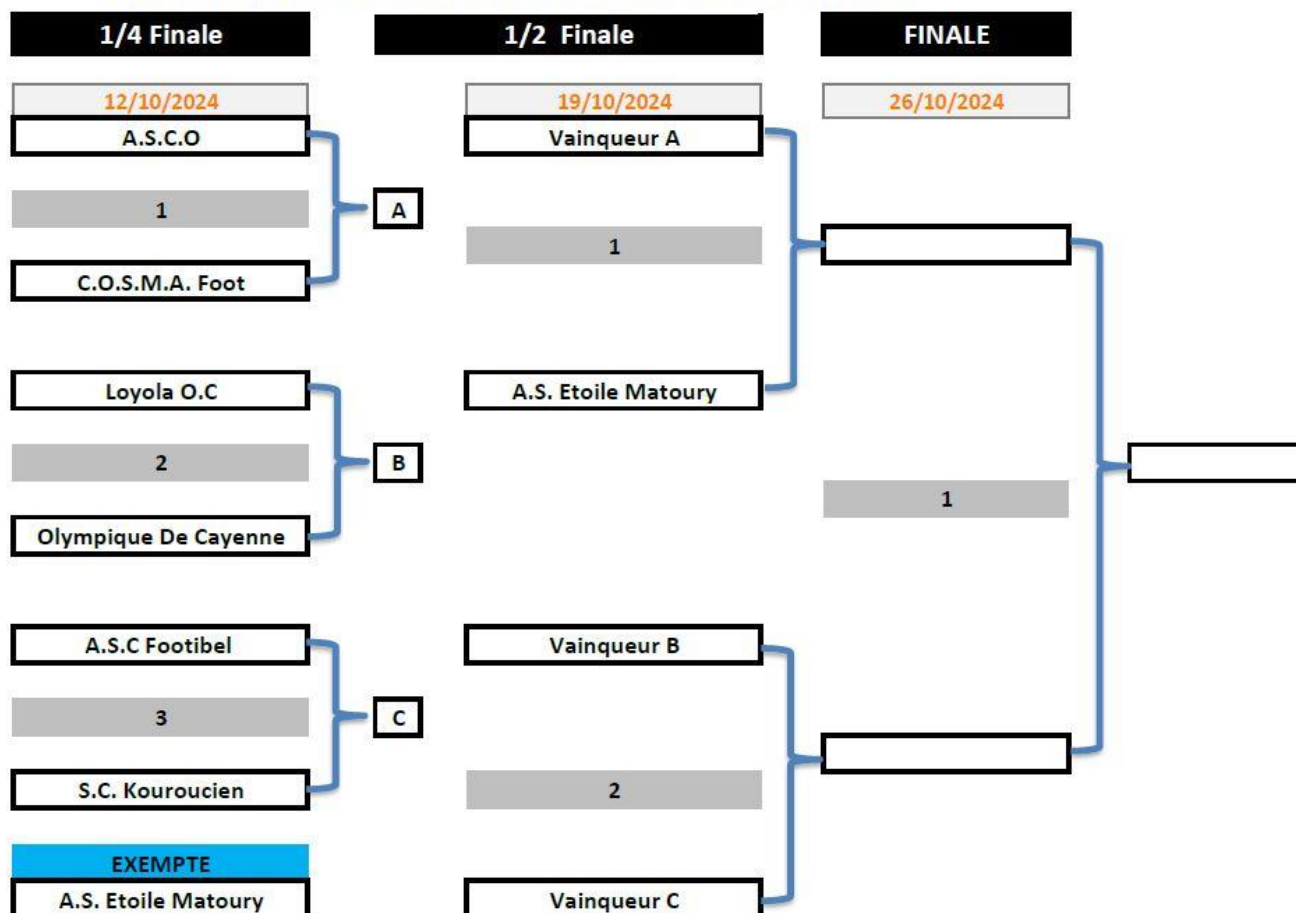 1/4 Finale
1/2 Finale
FINALE
12/10/2024
19/10/2024
26/10/2024
A.S.C.O
1
C.O.S.M.A. Foot
A
Loyola O.C
2
Olympique De Cayenne
B
A.S.C Footibel
3
S.C. Kouroucien
C
EXEMPTE
A.S. Etoile Matoury
Vainqueur A
1
A.S. Etoile Matoury
Vainqueur B
2
Vainqueur C
1